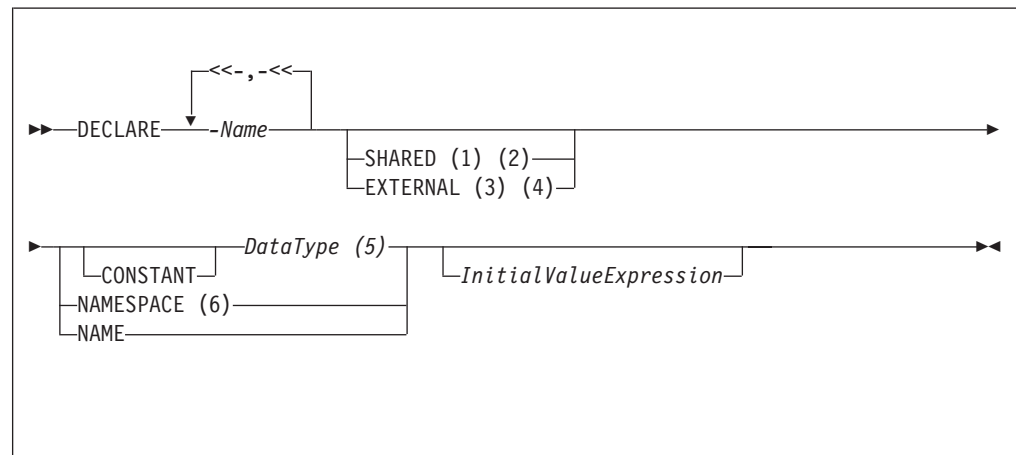 <<-,-<<
DECLARE -Name
SHARED (1) (2)
EXTERNAL (3) (4)
DataType (5)
CONSTANT InitialValueExpression
NAMESPACE (6)
NAME